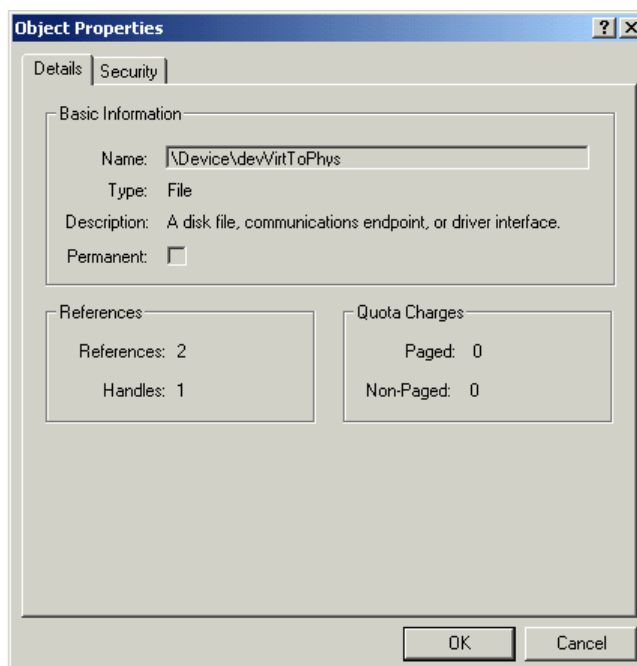 Object Properties
Details Security
Basic Information
Name: \Device\devVirtToPhys
Type: File
Description: A disk file, communications endpoint, or driver interface.
Permanent:
References
References: 2
Handles: 1
Quota Charges
Paged: 0
Non-Paged: 0
OK Cancel